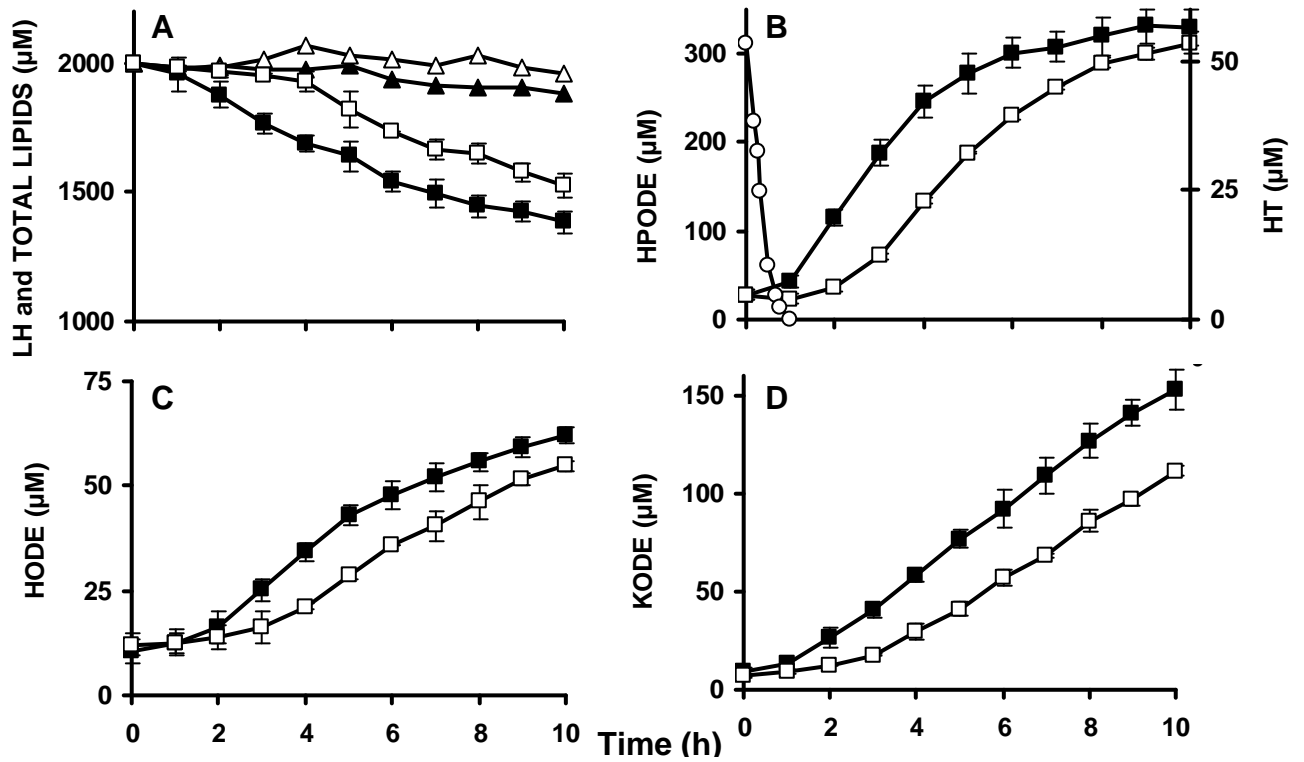 A
LH and TOTAL LIPIDS (µM)
2000
1500
1000
B
HPODE (µM)
300
200
100
0
50
25
0
HT (µM)
C
HODE (µM)
75
50
25
0
0 2 4 6 8 10
D
KODE (µM)
150
100
50
0
0 2 4 6 8 10
Time (h)